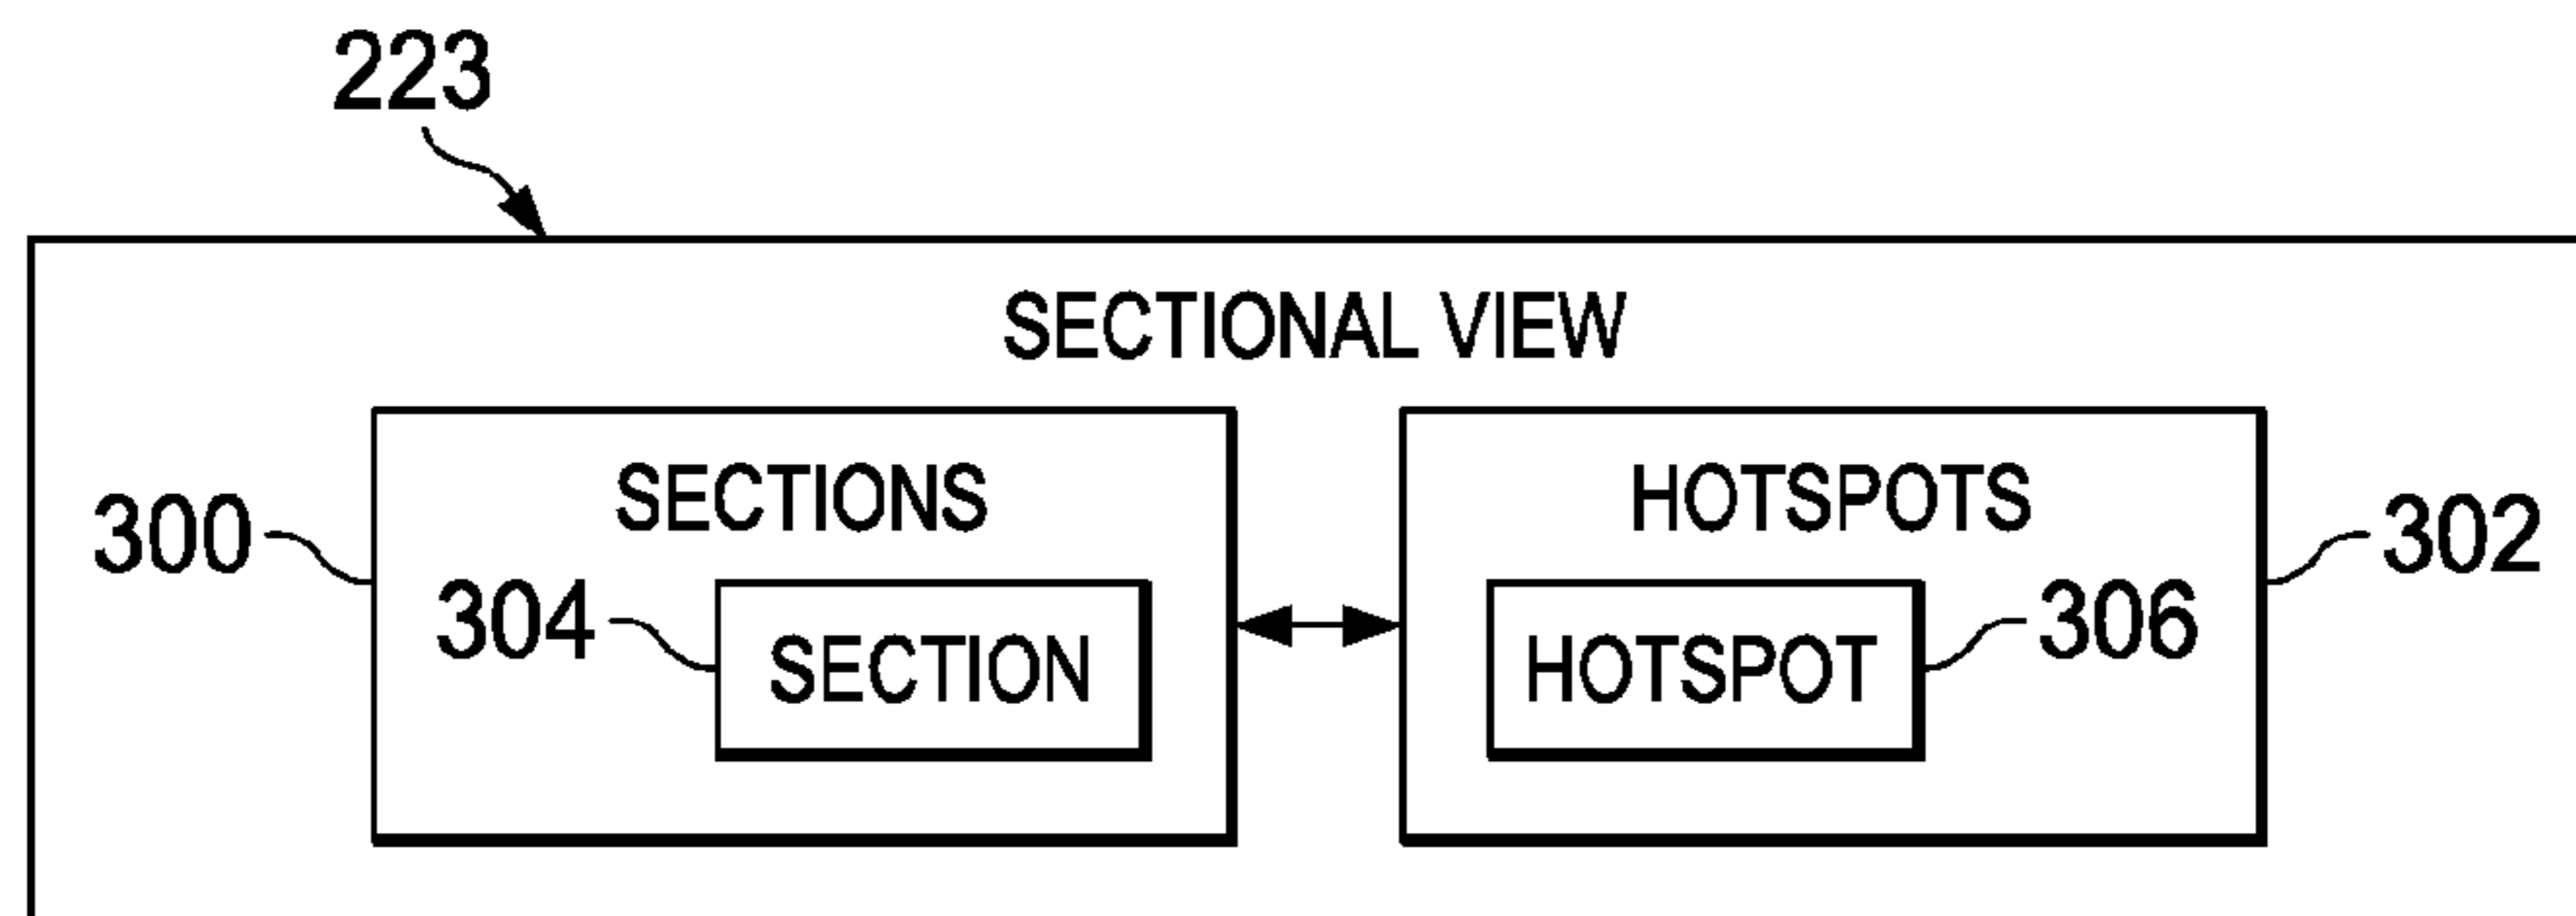 223
SECTIONAL VIEW
SECTIONS
HOTSPOTS
300
302
304
306
SECTION
HOTSPOT